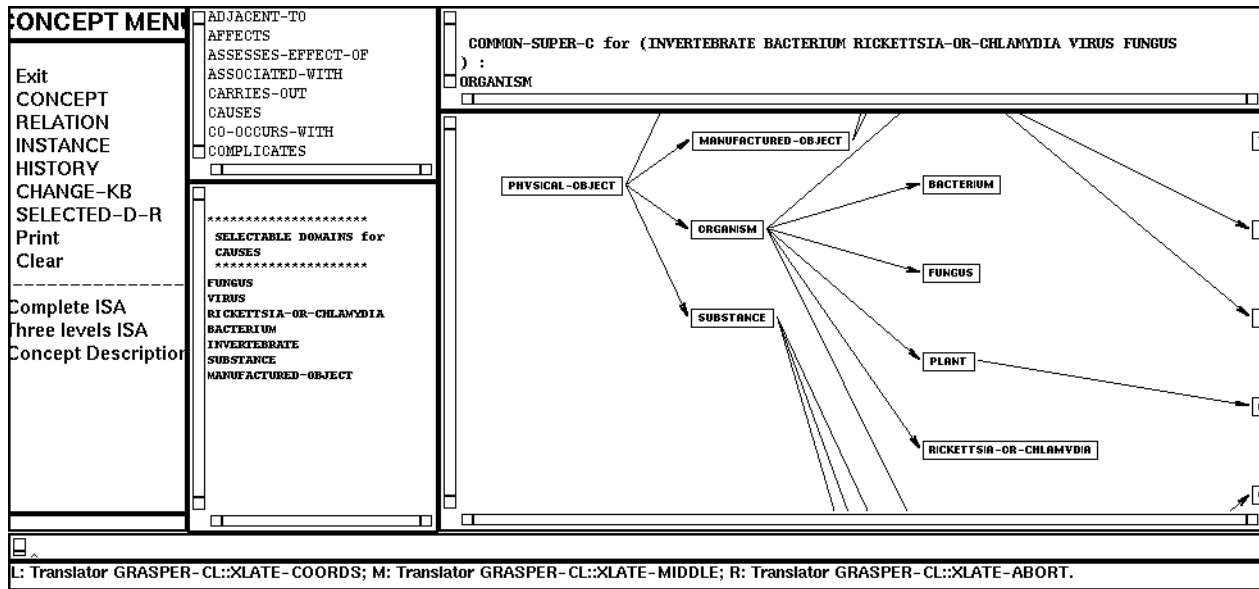 CONCEPT MENU
Exit
CONCEPT
RELATION
INSTANCE
HISTORY
CHANGE-KB
SELECTED-D-R
Print
Clear
Complete ISA
Three levels ISA
Concept Description
ADJACENT-TO
AFFECTS
ASSESSES-EFFECT-OF
ASSOCIATED-WITH
CARRIES-OUT
CAUSES
CO-OCCURS-WITH
COMPLICATES
*********************
SELECTABLE DOMAINS for
CAUSES
********************
FUNGUS
VIRUS
RICKETTSIA-OR-CHLAMYDIA
BACTERIUM
INVERTEBRATE
SUBSTANCE
MANUFACTURED-OBJECT
COMMON-SUPER-C for (INVERTEBRATE BACTERIUM RICKETTSIA-OR-CHLAMYDIA VIRUS FUNGUS
) :
ORGANISM
MANUFACTURED-OBJECT
PHYSICAL-OBJECT
BACTERIUM
ORGANISM
FUNGUS
SUBSTANCE
PLANT
RICKETTSIA-OR-CHLAMYDIA
L: Translator GRASPER-CL::XLATE-COORDS; M: Translator GRASPER-CL::XLATE-MIDDLE; R: Translator GRASPER-CL::XLATE-ABORT.